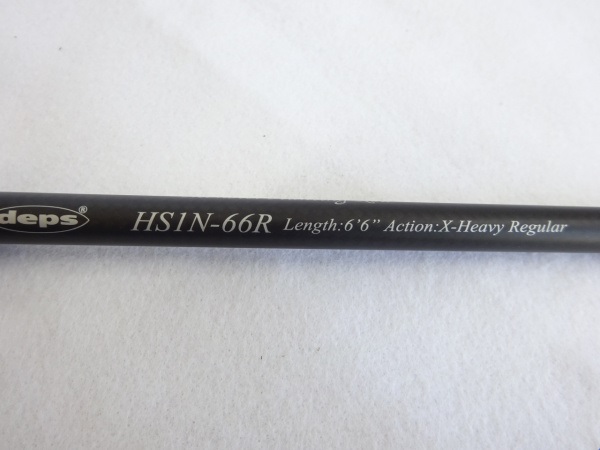 deps® HS1N-66R Length:6'6” Action:X-Heavy Regular